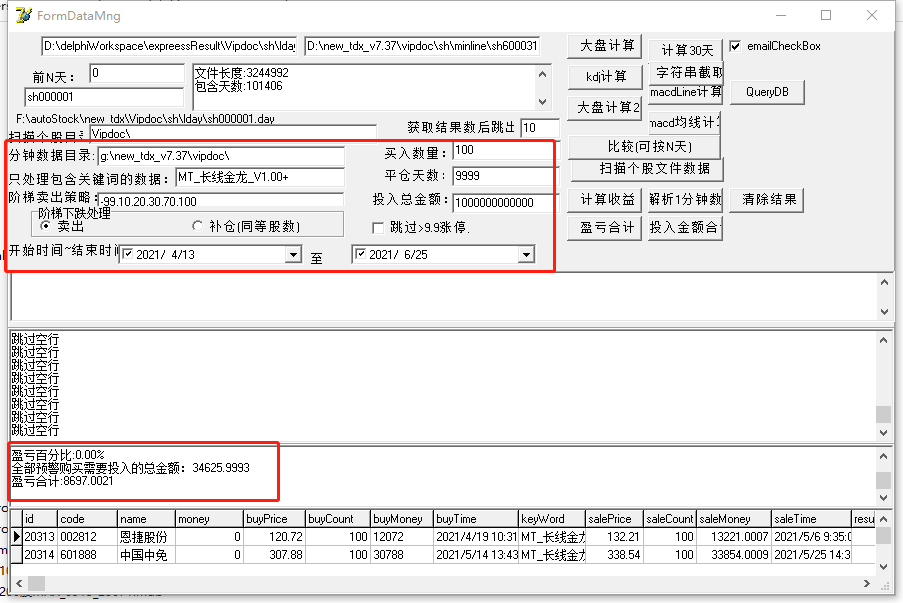 FormDataMng
D:\delphiWorkspace\expreessResult\Vipdoc\sh\lday D:\new_tdx_v7.37\vipdoc\sh\minline\sh600031
大盘计算 计算30天 emailCheckBox
前N天： 0 文件长度:3244992
包含天数:101406
kdj计算 字符串截取
sh000001 macdLine计算 QueryDB
大盘计算2
F:\autoStock\new_tdx\Vipdoc\sh\lday\sh000001.day
扫描个股目录 Vipdoc\ 获取结果数后跳出 10 macd均线计
分钟数据目录: g:\new_tdx_v7.37\vipdoc\ 买入数量： 100 比较(可按N天)
只处理包含关键词的数据： MT_长线金龙_V1.00+ 平仓天数： 9999 扫描个股文件数据
阶梯卖出策略： -99.10.20.30.70.100 投入总金额： 1000000000000 计算收益 解析1分钟数 清除结果
阶梯下跌处理
卖出 补仓(同等股数) 跳过>9.9涨停. 盈亏合计 投入金额合
开始时间~结束时间 2021/ 4/13 至 2021/ 6/25
跳过空行
跳过空行
跳过空行
跳过空行
跳过空行
跳过空行
跳过空行
跳过空行
盈亏百分比:0.00%
全部预警购买需要投入的总金额： 34625.9993
盈亏合计:8697.0021
id code name money buyPrice buyCount buyMoney buyTime keyWord salePrice saleCount saleMoney saleTime resu
20313 002812 恩捷股份 0 120.72 100 12072 2021/4/19 10:31 MT_长线金龙 132.21 100 13221.0007 2021/5/6 9:35:0
20314 601888 中国中免 0 307.88 100 30788 2021/5/14 13:43 MT_长线金龙 338.54 100 33854.0009 2021/5/25 14:3